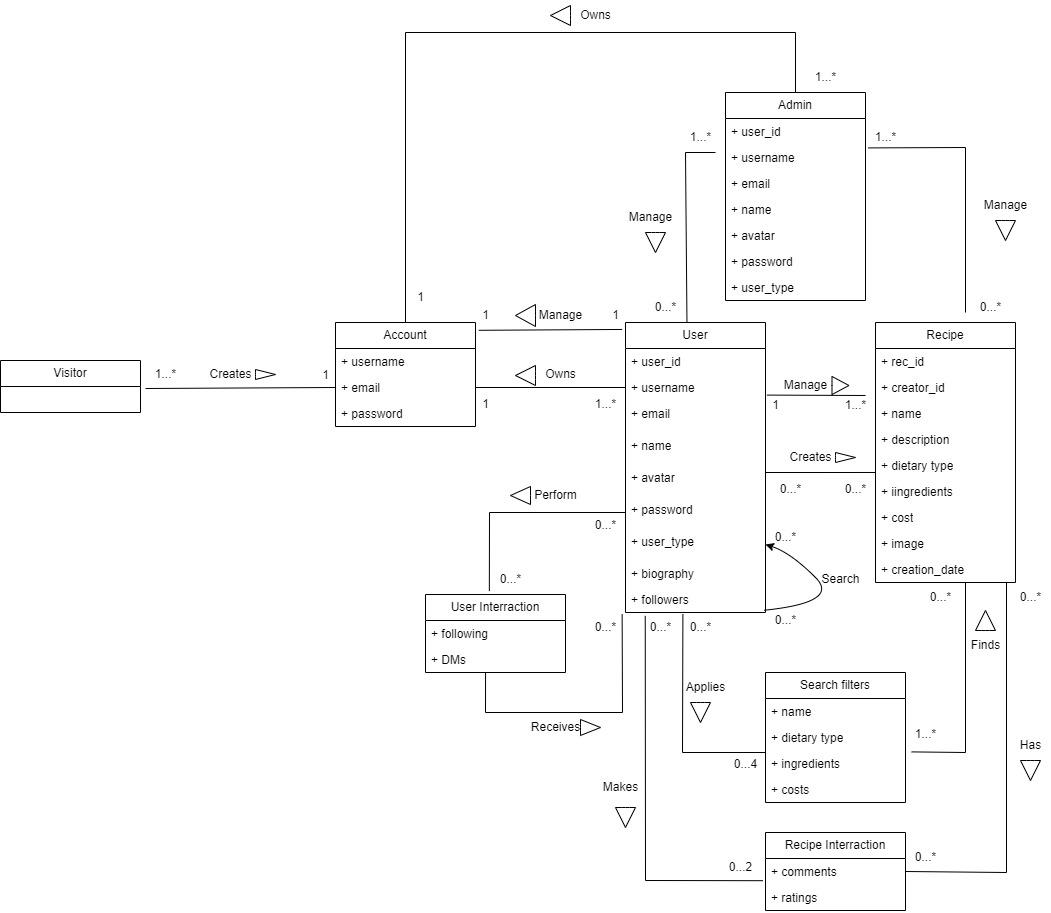 Owns
1...*
Admin
+ user_id
+ username
+ email
+ name
+ avatar
+ password
+ user_type
1...*
1...*
Manage
Manage
0...*
0...*
1
1
Manage
1
Visitor
1...*
Creates
1
Account
+ username
+ email
+ password
Owns
1
1...*
User
+ user_id
+ username
+ email
+ name
+ avatar
+ password
+ user_type
+ biography
+ followers
Manage
1
1...*
Creates
0...*
0...*
Recipe
+ rec_id
+ creator_id
+ name
+ description
+ dietary type
+ iingredients
+ cost
+ image
+ creation_date
Perform
0...*
0...*
0...*
Search
0...*
User Interraction
+ following
+ DMs
Receives
0...*
0...*
0...*
0...*
0...*
Finds
Applies
0...4
Search filters
+ name
+ dietary type
+ ingredients
+ costs
1...*
Has
Makes
0...2
Recipe Interraction
+ comments
+ ratings
0...*